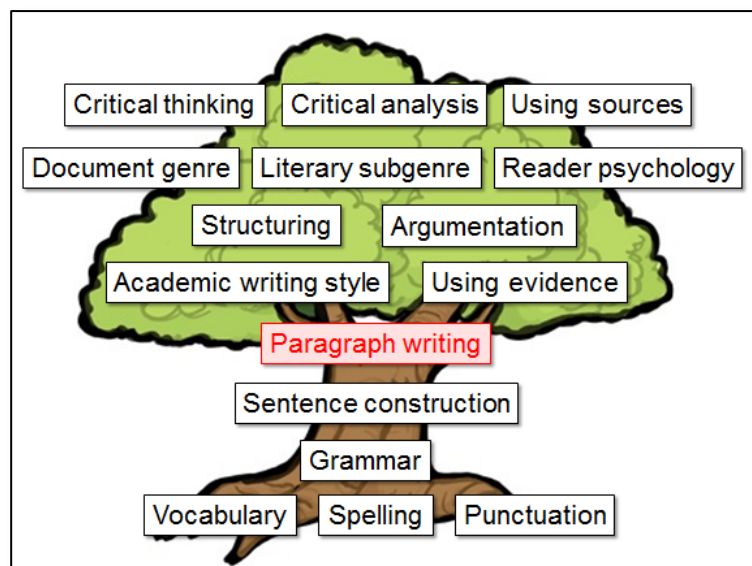 Critical thinking Critical analysis Using sources
Document genre Literary subgenre Reader psychology
Structuring Argumentation
Academic writing style Using evidence
Paragraph writing
Sentence construction
Grammar
Vocabulary Spelling Punctuation